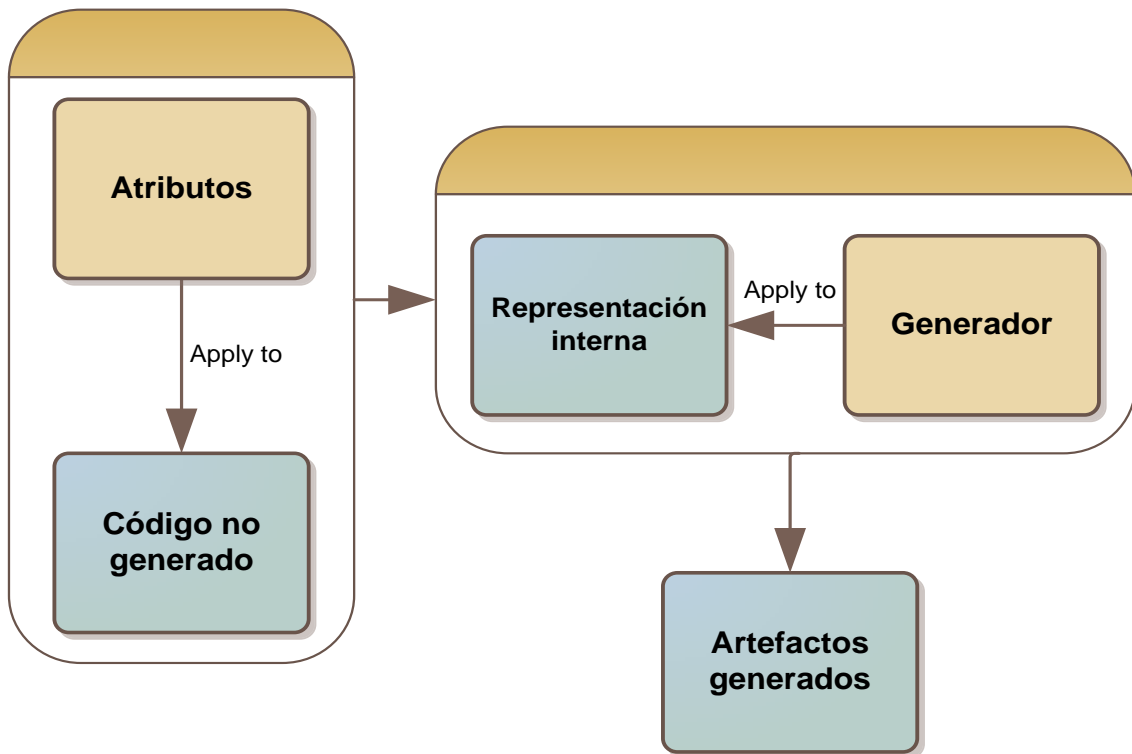 Atributos
Apply to
Código no
generado
Representación
interna
Apply to
Generador
Artefactos
generados